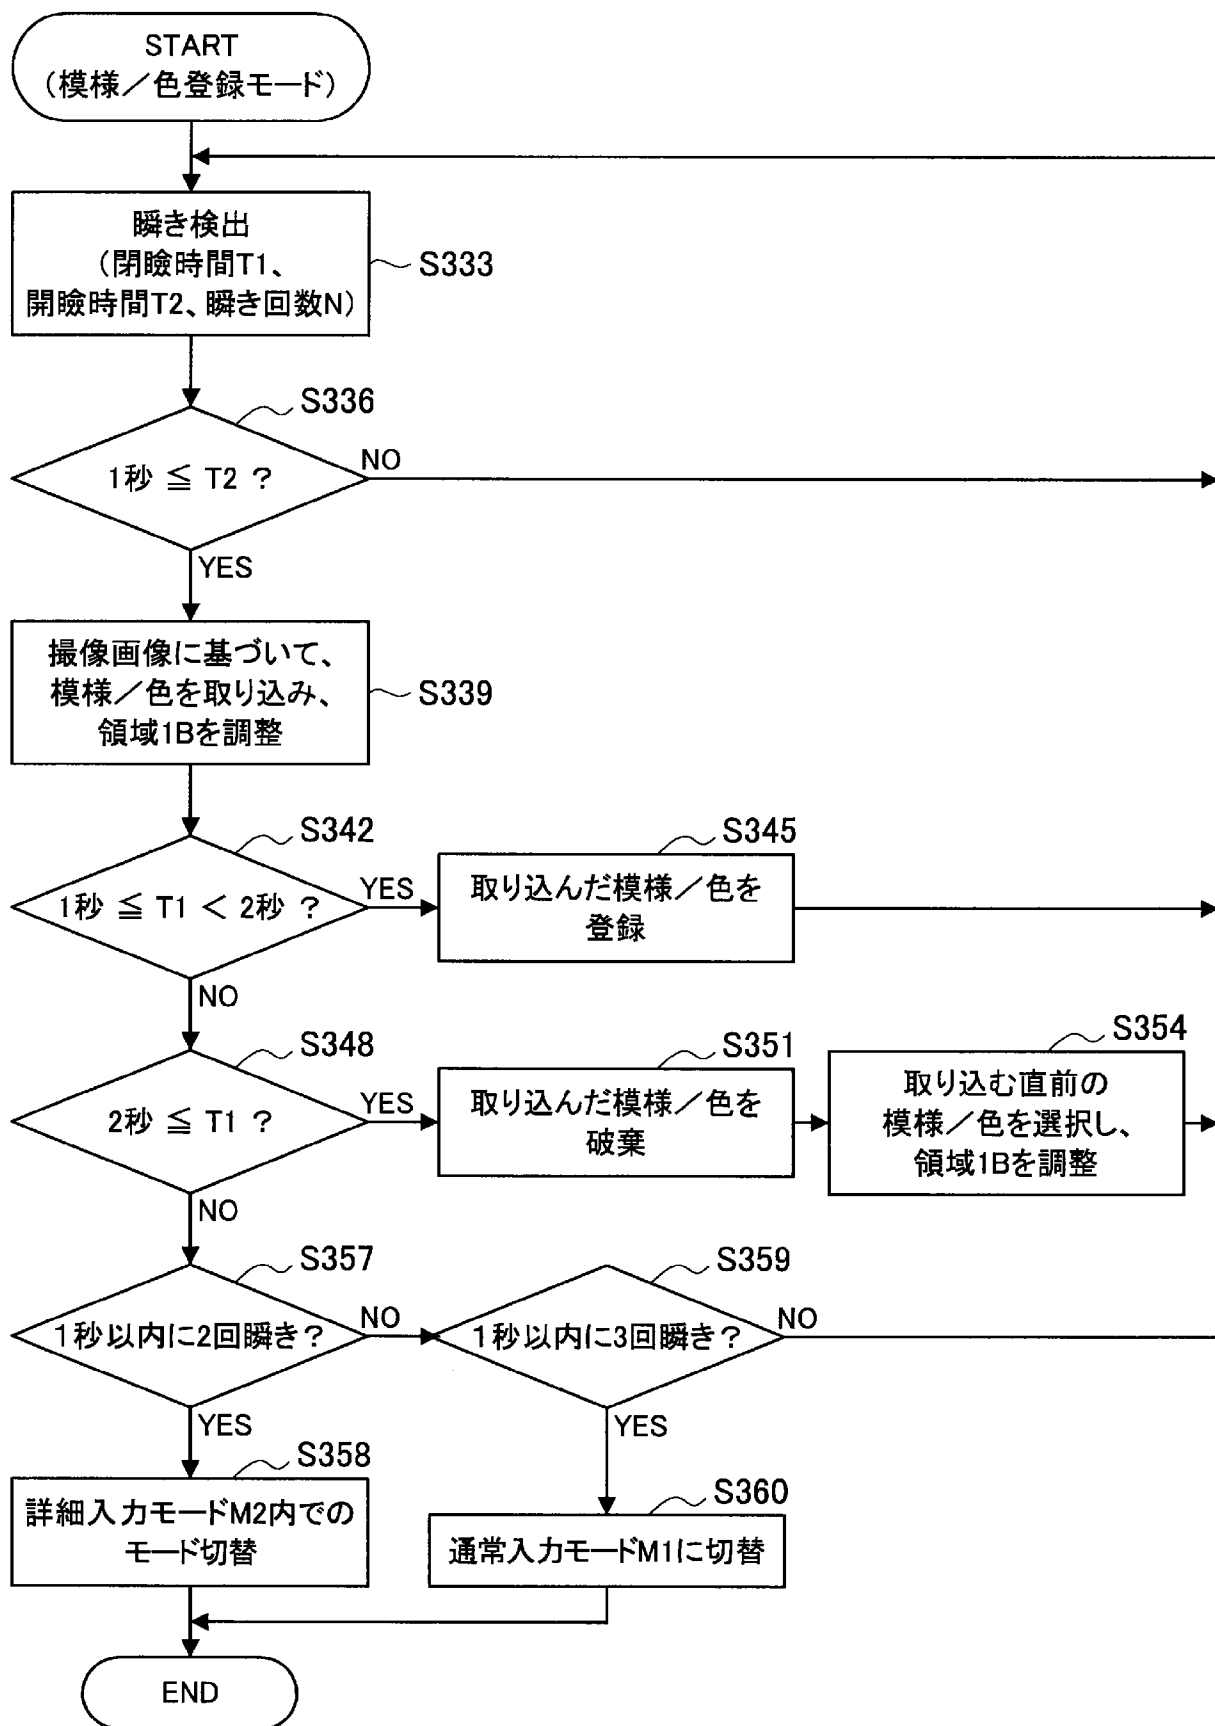 START
(模様／色登録モード)
瞬き検出
(閉瞼時間T1、
開瞼時間T2、瞬き回数N)
S333
S336
1秒 ≦ T2 ？
NO
YES
撮像画像に基づいて、
模様／色を取り込み、
領域1Bを調整
S339
S342
1秒 ≦ T1 < 2秒 ？
YES
S345
取り込んだ模様／色を
登録
NO
S348
2秒 ≦ T1 ？
YES
S351
取り込んだ模様／色を
破棄
S354
取り込む直前の
模様／色を選択し、
領域1Bを調整
NO
S357
1秒以内に2回瞬き？
NO
S359
1秒以内に3回瞬き？
NO
YES
YES
S358
詳細入力モードM2内での
モード切替
S360
通常入力モードM1に切替
END